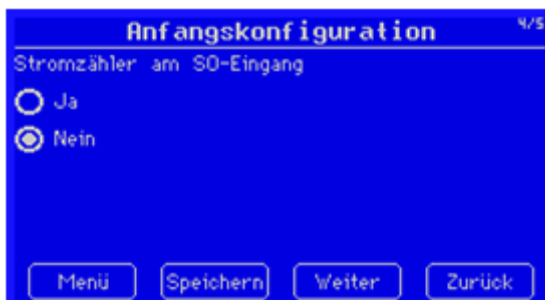 Anfangskonfiguration 4/5
Stromzähler am SO-Eingang
Ja
Nein
Menü Speichern Weiter Zurück